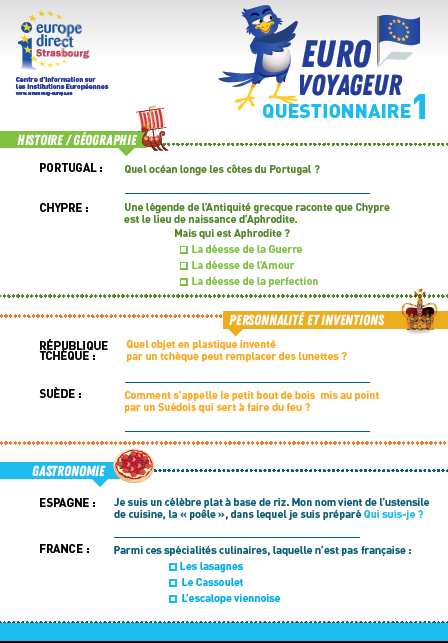 europe
direct
Strasbourg
Centre d'Information sur
les Institutions Européennes
EURO
VOYAGEUR
QUESTIONNAIRE 1
HISTOIRE / GÉOGRAPHIE
PORTUGAL : Quel océan longe les côtes du Portugal ?
CHYPRE : Une légende de l'Antiquité grecque raconte que Chypre
est le lieu de naissance d'Aphrodite.
Mais qui est Aphrodite ?
La déesse de la Guerre
La déesse de l'Amour
La déesse de la perfection
PERSONNALITÉ ET INVENTIONS
RÉPUBLIQUE Quel objet en plastique inventé
TCHÈQUE : par un tchèque peut remplacer des lunettes ?
SUÈDE : Comment s'appelle le petit bout de bois mis au point
par un Suédois qui sert à faire du feu ?
GASTRONOMIE
ESPAGNE : Je suis un célèbre plat à base de riz. Mon nom vient de l'ustensile
de cuisine, la « poêle », dans lequel je suis préparé Qui suis-je ?
FRANCE : Parmi ces spécialités culinaires, laquelle n'est pas française :
Les lasagnes
Le Cassoulet
L'escalope viennoise